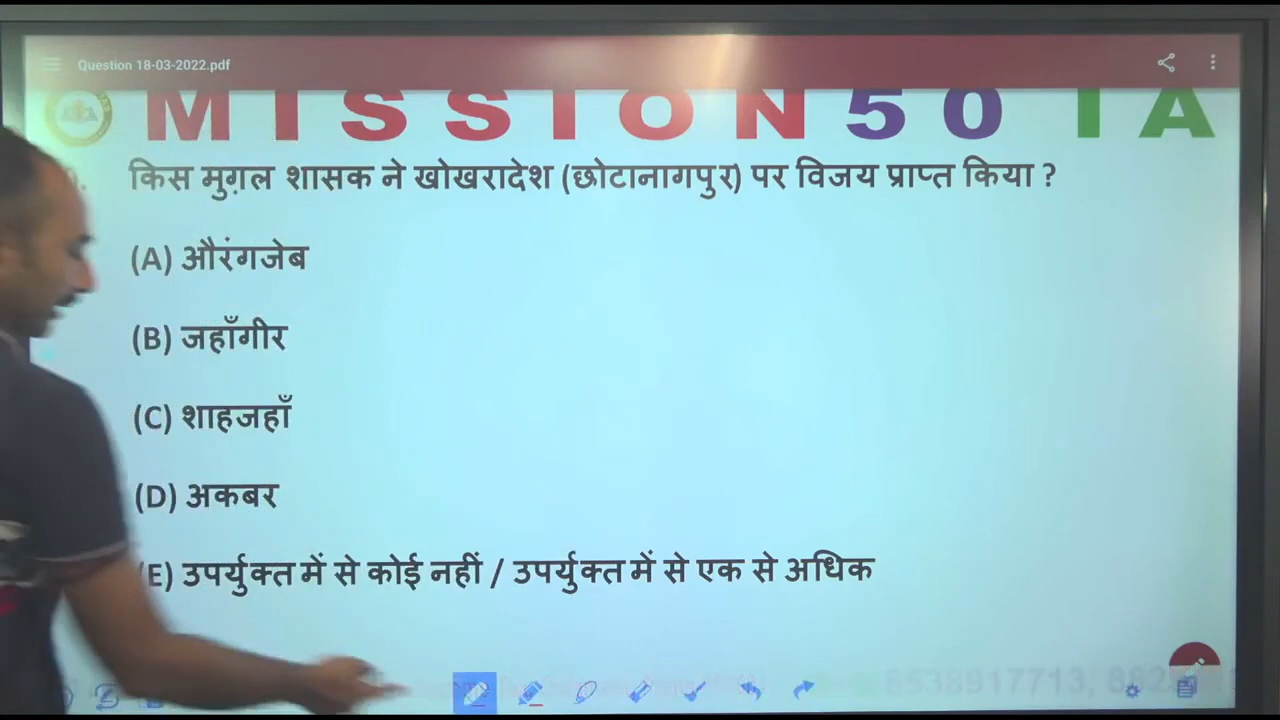 Question 18-03-2022.pdf
MISSION 50 IA
किस मुग़ल शासक ने खोखरादेश (छोटानागपुर) पर विजय प्राप्त किया ?
(A) औरंगजेब
(B) जहाँगीर
(C) शाहजहाँ
(D) अकबर
(E) उपर्युक्त में से कोई नहीं / उपर्युक्त में से एक से अधिक
8538917713,